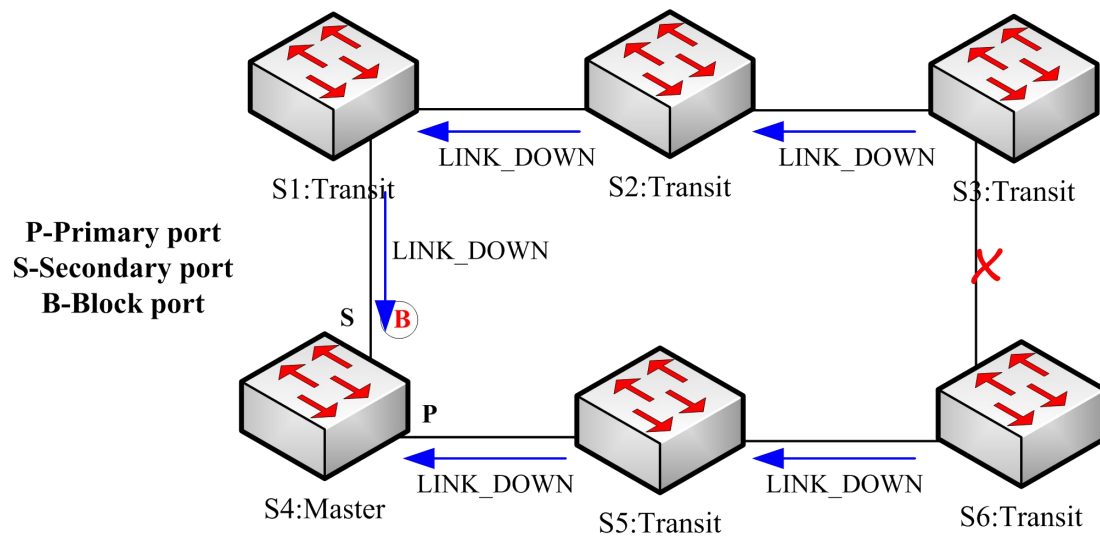 LINK_DOWN
LINK_DOWN
S1:Transit
S2:Transit
S3:Transit
P-Primary port
S-Secondary port
B-Block port
LINK_DOWN
S
B
P
LINK_DOWN
LINK_DOWN
S4:Master
S5:Transit
S6:Transit